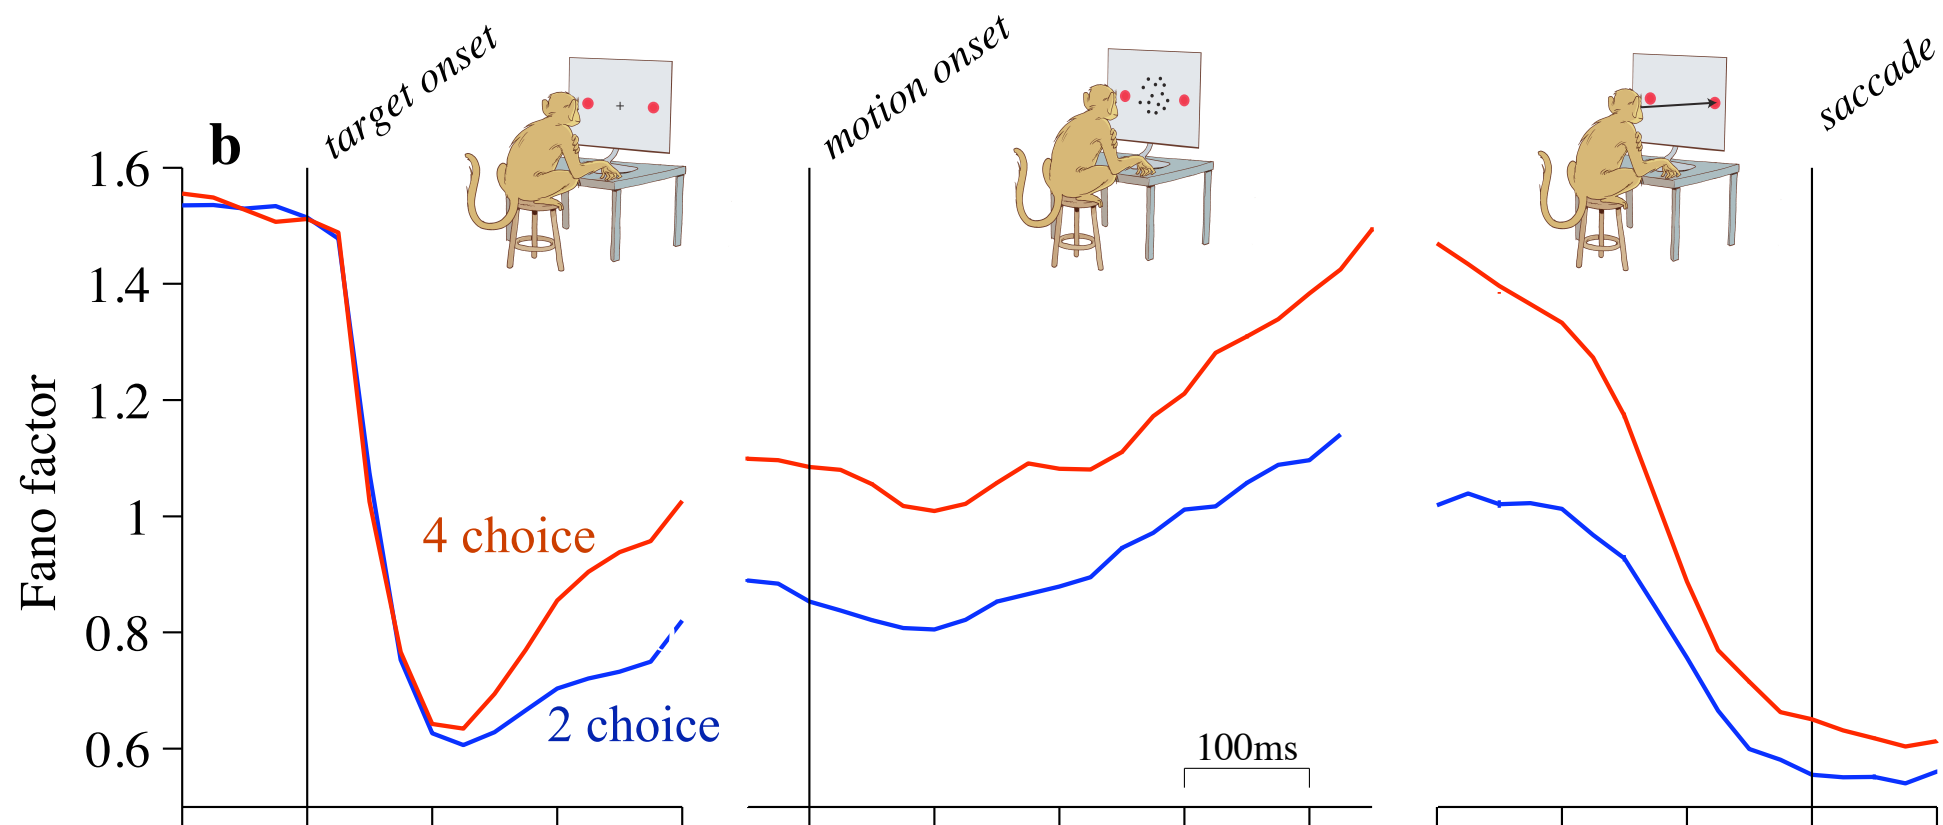 target onset
motion onset
saccade
b
1.6
1.4
1.2
1
0.8
0.6
Fano factor
4 choice
2 choice
100ms